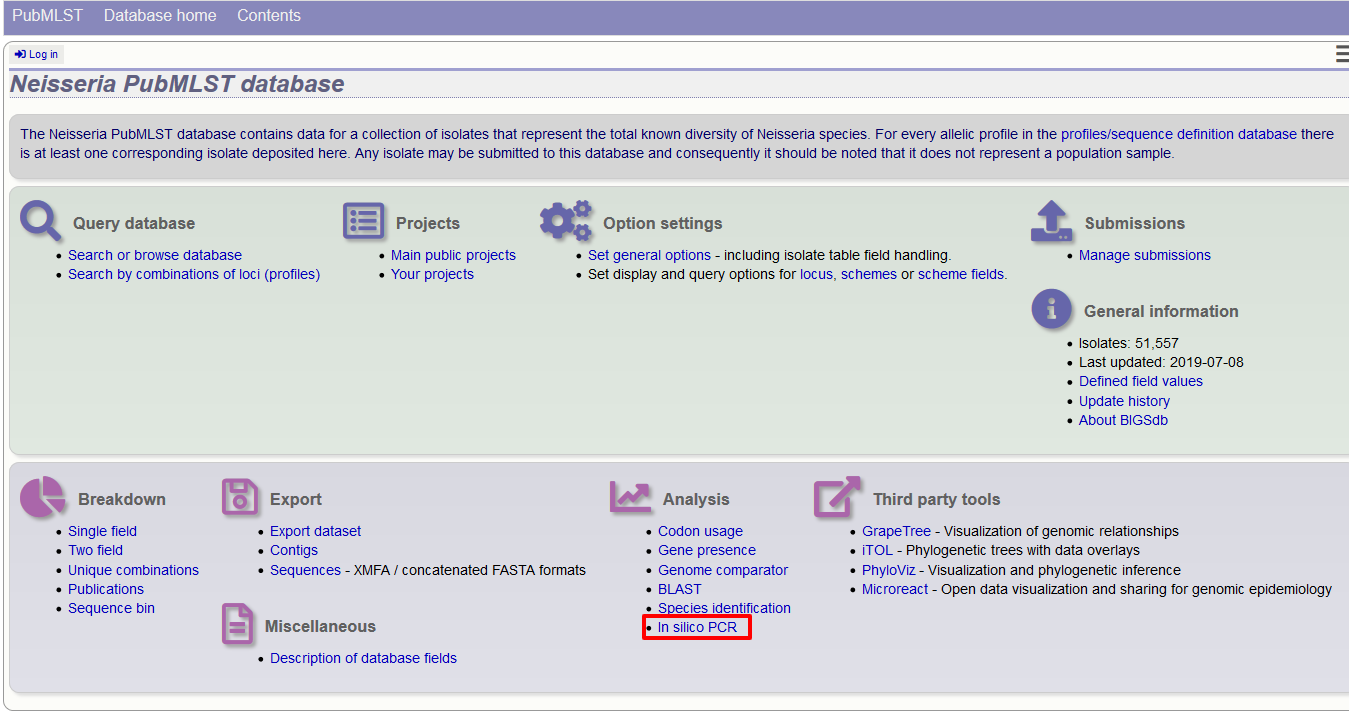 PubMLST Database home Contents
Log in
Neisseria PubMLST database
The Neisseria PubMLST database contains data for a collection of isolates that represent the total known diversity of Neisseria species. For every allelic profile in the profiles/sequence definition database there
is at least one corresponding isolate deposited here. Any isolate may be submitted to this database and consequently it should be noted that it does not represent a population sample.
Query database
Search or browse database
Search by combinations of loci (profiles)
Projects
Main public projects
Your projects
Option settings
Set general options - including isolate table field handling.
Set display and query options for locus, schemes or scheme fields.
Submissions
Manage submissions
General information
Isolates: 51,557
Last updated: 2019-07-08
Defined field values
Update history
About BIGSdb
Breakdown
Single field
Two field
Unique combinations
Publications
Sequence bin
Export
Export dataset
Contigs
Sequences - XMFA / concatenated FASTA formats
Miscellaneous
Description of database fields
Analysis
Codon usage
Gene presence
Genome comparator
BLAST
Species identification
In silico PCR
Third party tools
GrapeTree - Visualization of genomic relationships
iTOL - Phylogenetic trees with data overlays
PhyloViz - Visualization and phylogenetic inference
Microreact - Open data visualization and sharing for genomic epidemiology